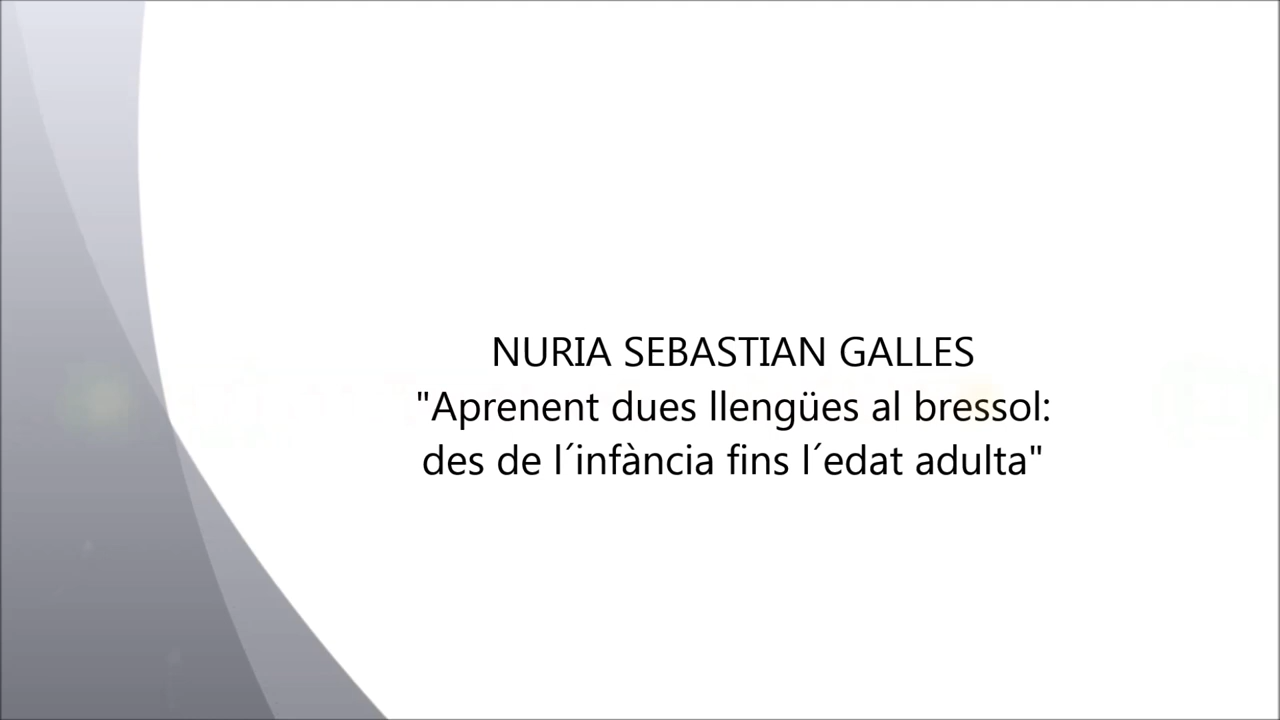 NURIA SEBASTIAN GALLES
"Aprenent dues llengües al bressol:
des de l´infància fins l´edat adulta"